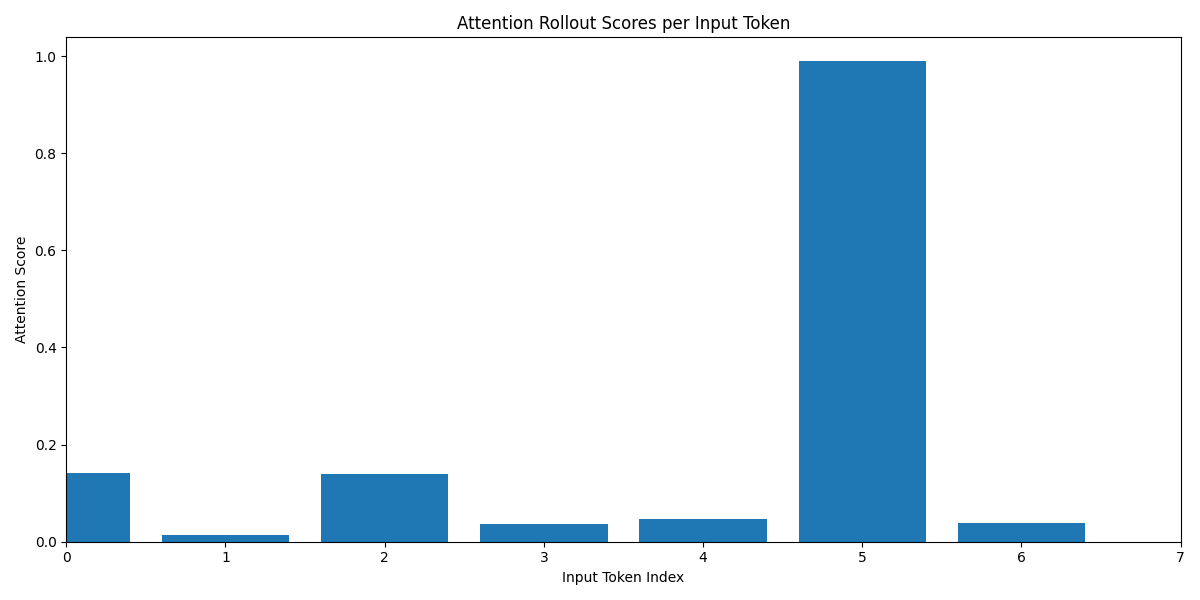 Attention Rollout Scores per Input Token
1.0
0.8
0.6
0.4
0.2
0.0
Attention Score
0 1 2 3 4 5 6 7
Input Token Index